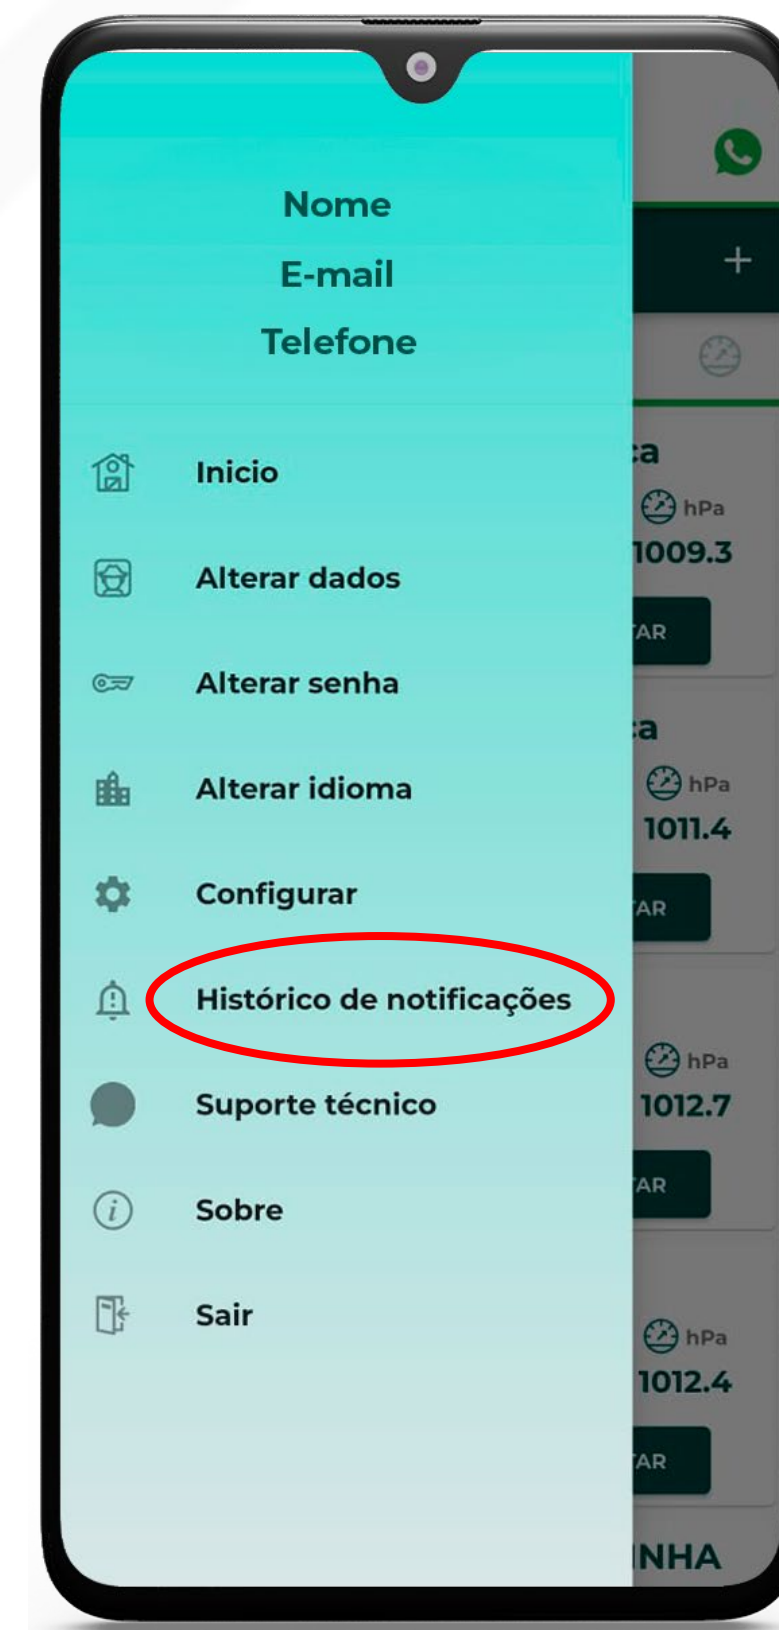 Nome
E-mail
Telefone
Inicio
Alterar dados
Alterar senha
Alterar idioma
Configurar
Histórico de notificações
Suporte técnico
Sobre
Sair
+
hPa
1009.3
hPa
1011.4
hPa
1012.7
hPa
1012.4